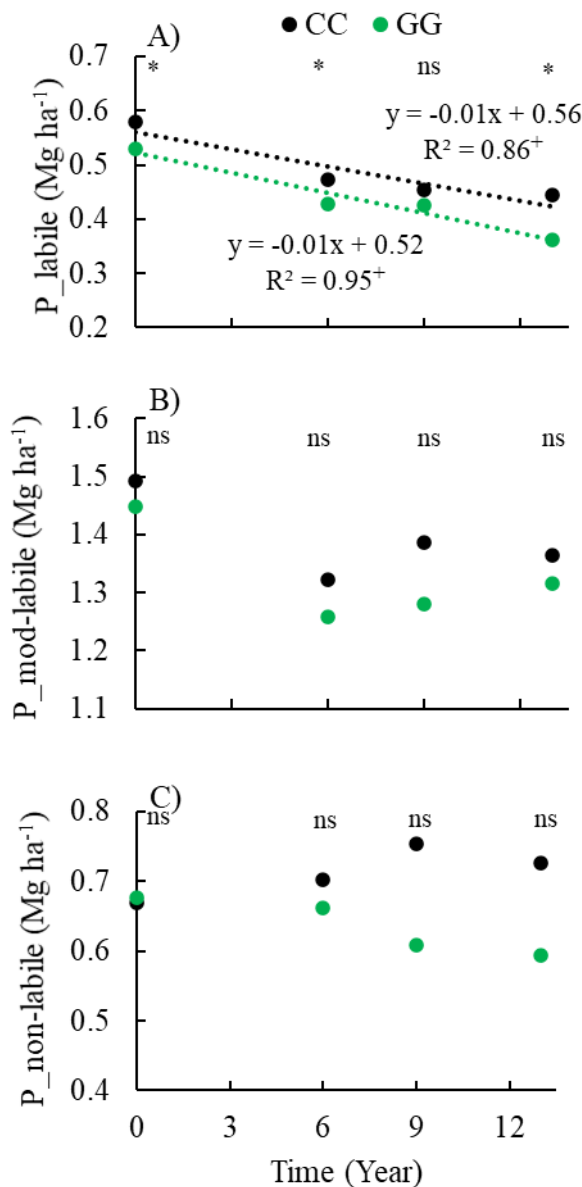 CC GG
A)
0.7
0.6
0.5
0.4
0.3
0.2
P_labile (Mg ha⁻¹)
* * ns *
y = -0.01x + 0.56
R² = 0.86⁺
y = -0.01x + 0.52
R² = 0.95⁺
B)
1.6
1.5
1.4
1.3
1.2
1.1
P_mod-labile (Mg ha⁻¹)
ns ns ns ns
C)
0.8
0.7
0.6
0.5
0.4
P_non-labile (Mg ha⁻¹)
ns ns ns ns
0 3 6 9 12
Time (Year)